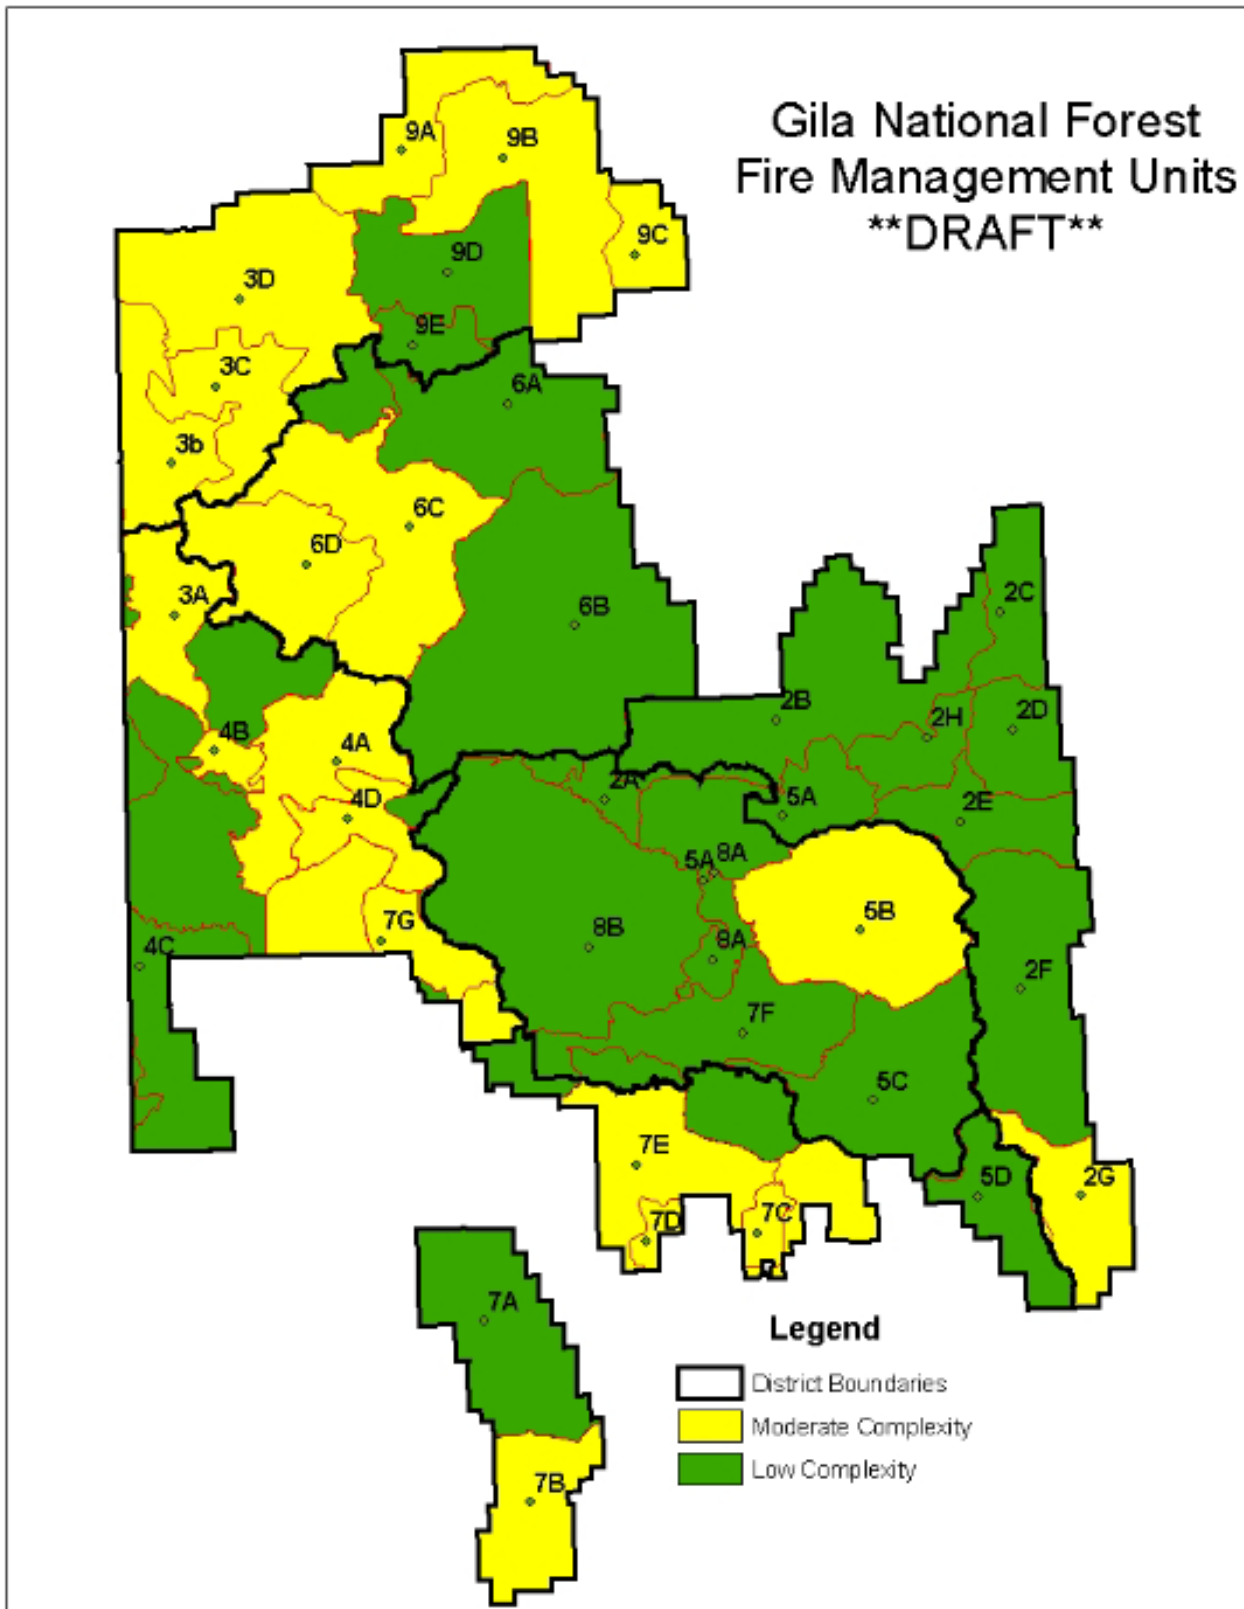 Gila National Forest
Fire Management Units
**DRAFT**
9A
9B
9C
9D
3D
9E
3C
6A
3b
6C
6D
3A
6B
2C
2B
2H
2D
4B
4A
2A
4D
5A
2E
5A
8A
7G
8B
8A
5B
4C
2F
7F
5C
7E
5D
2G
7D
7C
7A
7B
Legend
District Boundaries
Moderate Complexity
Low Complexity